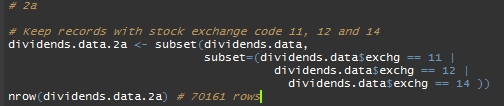 # 2a
# Keep records with stock exchange code 11, 12 and 14
dividends.data.2a <- subset(dividends.data,
subset=(dividends.data$exchg == 11 |
dividends.data$exchg == 12 |
dividends.data$exchg == 14 ))
nrow(dividends.data.2a) # 70161 rows